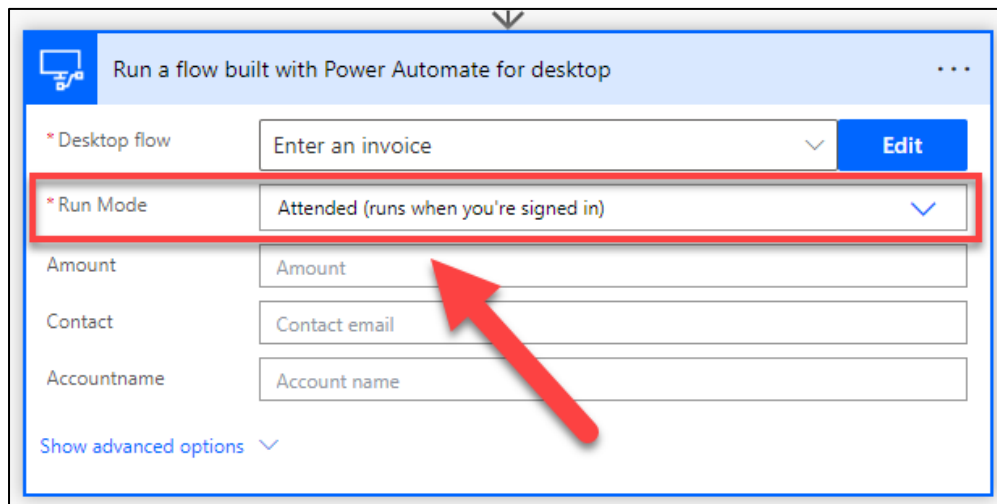 Run a flow built with Power Automate for desktop
* Desktop flow Enter an invoice Edit
* Run Mode Attended (runs when you're signed in)
Amount Amount
Contact Contact email
Accountname Account name
Show advanced options